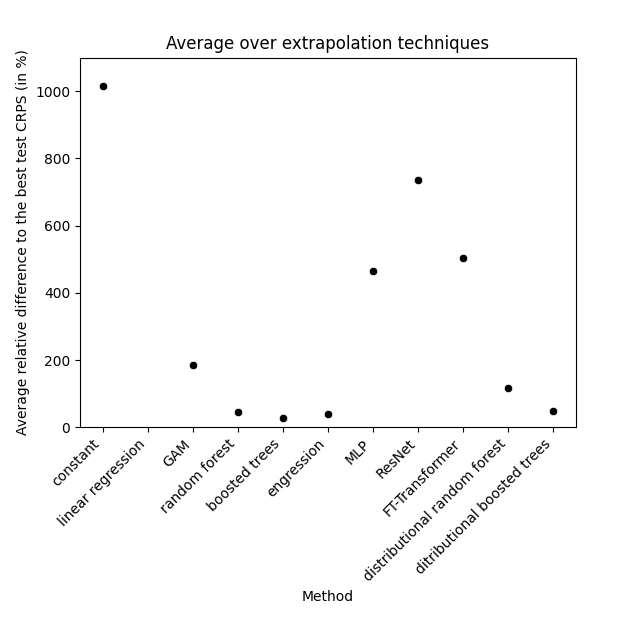 Average over extrapolation techniques
Average relative difference to the best test CRPS (in %)
1000
800
600
400
200
0
constant
linear regression
GAM
random forest
boosted trees
engression
MLP
ResNet
FT-Transformer
distributional random forest
ditributional boosted trees
Method